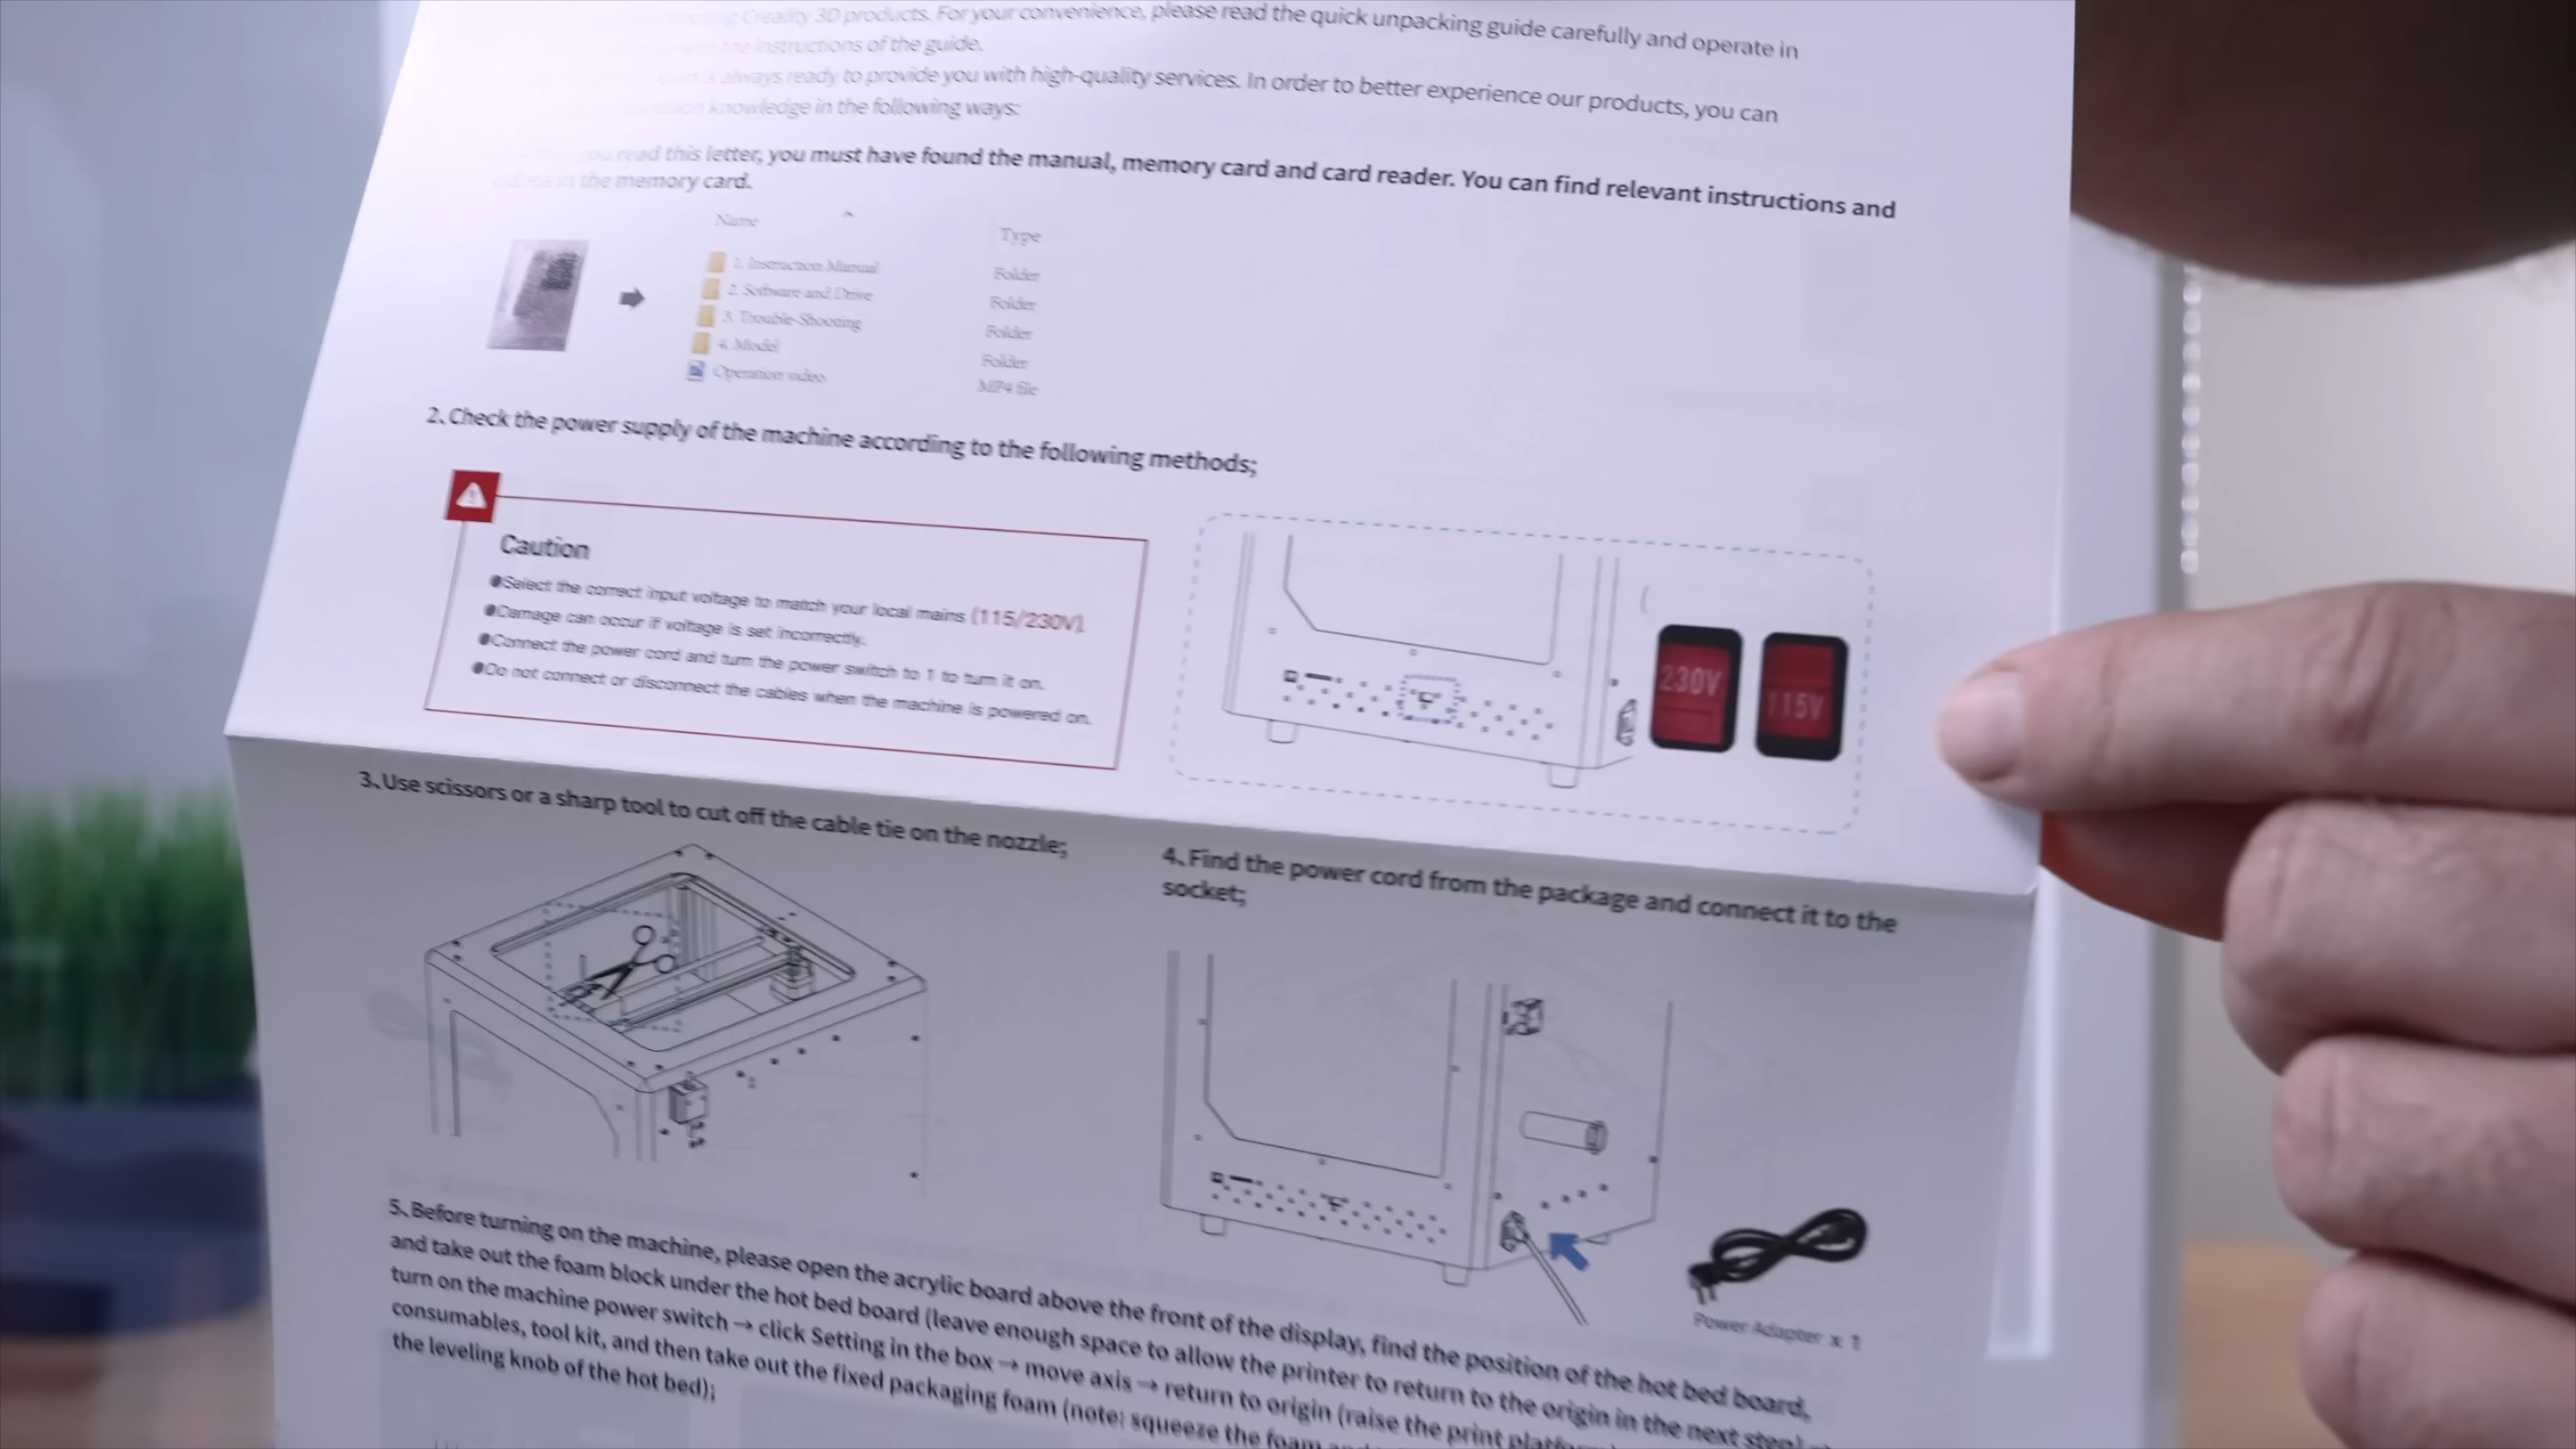 Creality 3D products. For your convenience, please read the quick unpacking guide carefully and operate in
the instructions of the guide.
is always ready to provide you with high-quality services. In order to better experience our products, you can
knowledge in the following ways:
you read this letter, you must have found the manual, memory card and card reader. You can find relevant instructions and
in the memory card.
Name Type
1. Instruction Manual Folder
2. Software and Drive Folder
3. Trouble-Shooting Folder
4. Model Folder
Operation video MP4 file
2、Check the power supply of the machine according to the following methods;
Caution
●Select the correct input voltage to match your local mains (115/230V).
●Damage can occur if voltage is set incorrectly.
●Connect the power cord and turn the power switch to 1 to turn it on.
●Do not connect or disconnect the cables when the machine is powered on.
230V
115V
3、Use scissors or a sharp tool to cut off the cable tie on the nozzle;
4、Find the power cord from the package and connect it to the
socket;
Power Adapter x 1
5、Before turning on the machine, please open the acrylic board above the front of the display, find the position of the hot bed board,
and take out the foam block under the hot bed board (leave enough space to allow the printer to return to the origin in the next step) →
turn on the machine power switch → click Setting in the box → move axis → return to origin (raise the print
consumables, tool kit, and then take out the fixed packaging foam (note: squeeze the foam
the leveling knob of the hot bed);